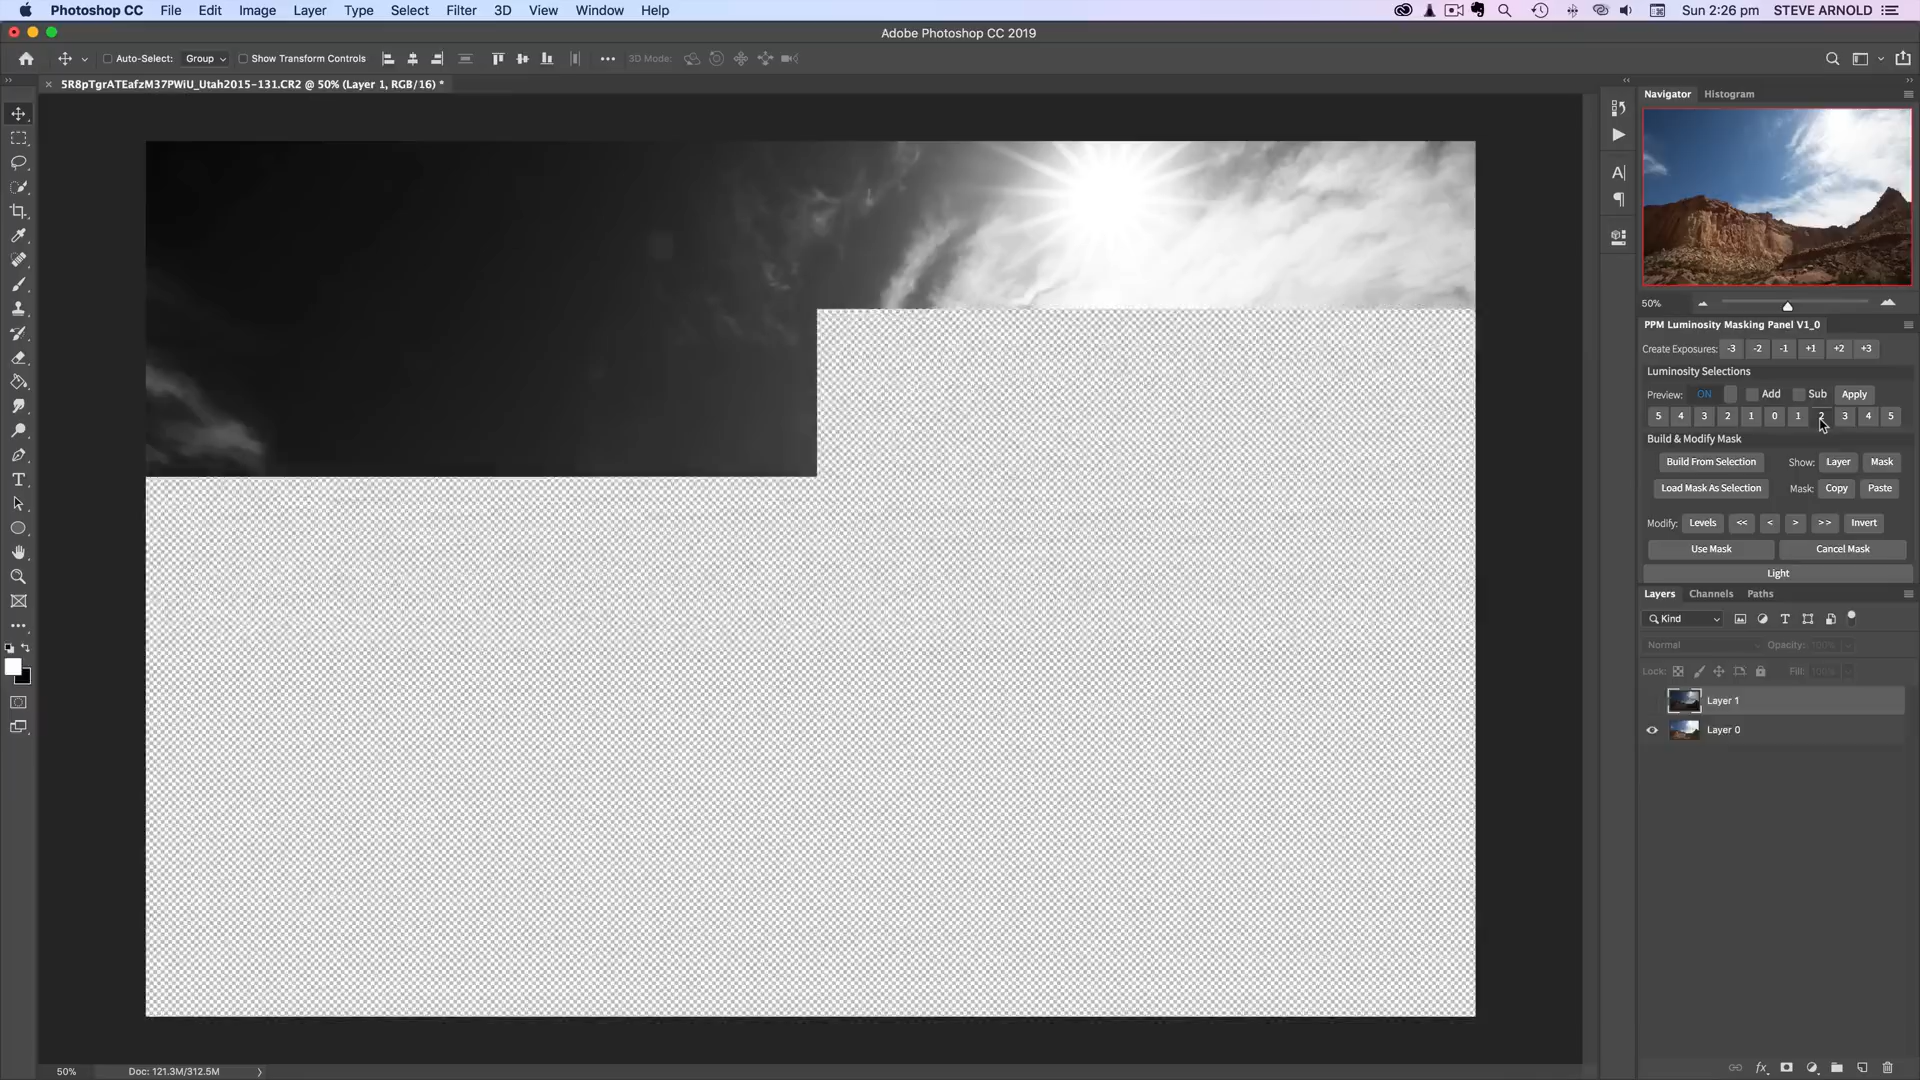 Photoshop CC File Edit Image Layer Type Select Filter 3D View Window Help Sun 2:26 pm STEVE ARNOLD
Adobe Photoshop CC 2019
Auto-Select: Group Show Transform Controls 3D Mode:
5R8pTgrATEafzM37PWiU_Utah2015-131.CR2 @ 50% (Layer 1, RGB/16) *
Navigator Histogram
50%
PPM Luminosity Masking Panel V1_0
Create Exposures: -3 -2 -1 +1 +2 +3
Luminosity Selections
Preview: ON Add Sub Apply
5 4 3 2 1 0 1 2 3 4 5
Build & Modify Mask
Build From Selection Show: Layer Mask
Load Mask As Selection Mask: Copy Paste
Modify: Levels << < > >> Invert
Use Mask Cancel Mask
Light
Layers Channels Paths
Kind
Normal Opacity: 100%
Lock: Fill: 100%
Layer 1
Layer 0
50% Doc: 121.3M/312.5M